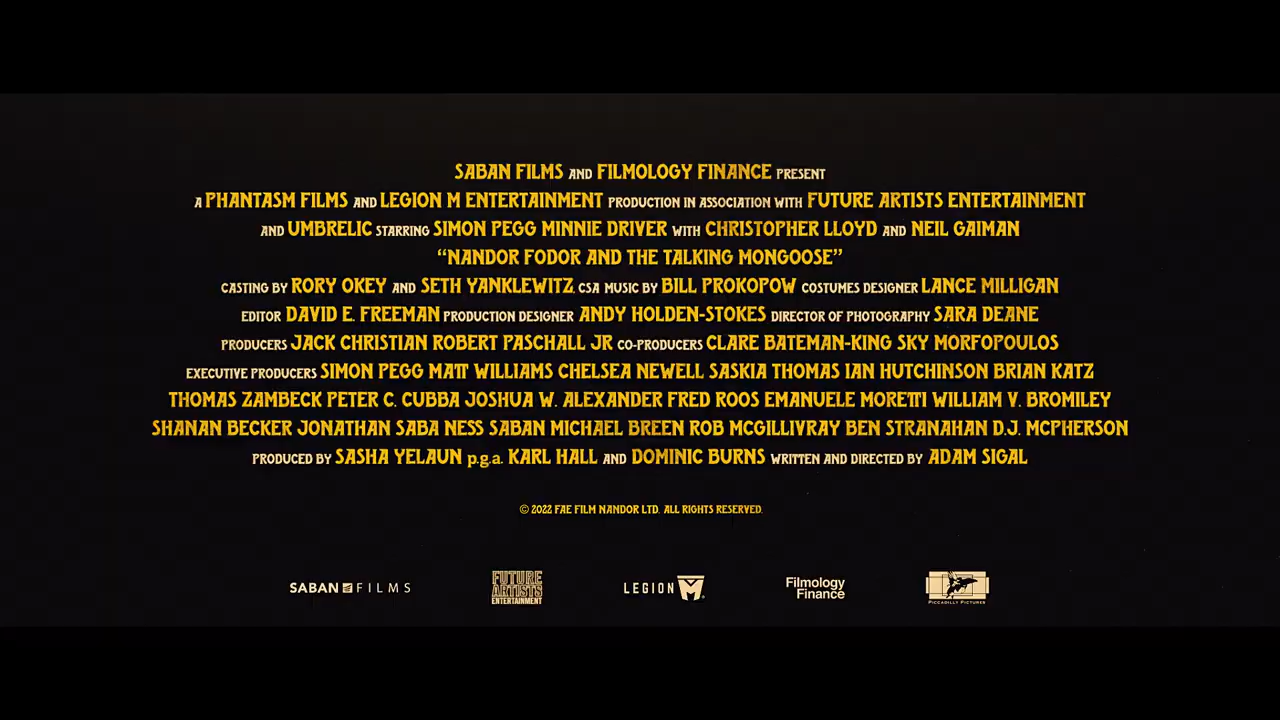 SABAN FILMS AND FILMOLOGY FINANCE PRESENT
A PHANTASM FILMS AND LEGION M ENTERTAINMENT PRODUCTION IN ASSOCIATION WITH FUTURE ARTISTS ENTERTAINMENT
AND UMBRELIC STARRING SIMON PEGG MINNIE DRIVER WITH CHRISTOPHER LLOYD AND NEIL GAIMAN
“NANDOR FODOR AND THE TALKING MONGOOSE”
CASTING BY RORY OKEY AND SETH YANKLEWITZ, CSA MUSIC BY BILL PROKOPOW COSTUMES DESIGNER LANCE MILLIGAN
EDITOR DAVID E. FREEMAN PRODUCTION DESIGNER ANDY HOLDEN-STOKES DIRECTOR OF PHOTOGRAPHY SARA DEANE
PRODUCERS JACK CHRISTIAN ROBERT PASCHALL JR CO-PRODUCERS CLARE BATEMAN-KING SKY MORFOPOULOS
EXECUTIVE PRODUCERS SIMON PEGG MATT WILLIAMS CHELSEA NEWELL SASKIA THOMAS IAN HUTCHINSON BRIAN KATZ
THOMAS ZAMBECK PETER C. CUBBA JOSHUA W. ALEXANDER FRED ROOS EMANUELE MORETTI WILLIAM V. BROMILEY
SHANAN BECKER JONATHAN SABA NESS SABAN MICHAEL BREEN ROB MCGILLIVRAY BEN STRANAHAN D.J. MCPHERSON
PRODUCED BY SASHA YELAUN p.g.a. KARL HALL AND DOMINIC BURNS WRITTEN AND DIRECTED BY ADAM SIGAL
© 2022 FAE FILM NANDOR LTD. ALL RIGHTS RESERVED.
SABAN FILMS
FUTURE
ARTISTS
ENTERTAINMENT
LEGION M
Filmology
Finance
PICCADILLY PICTURES